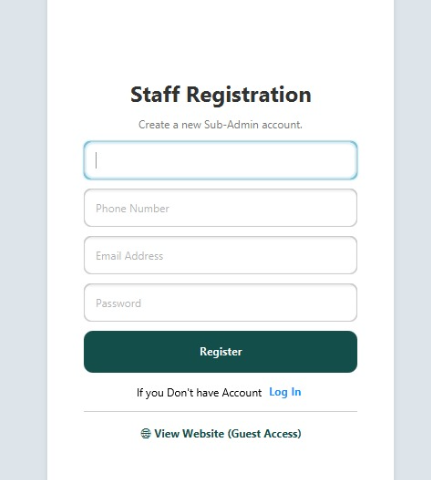 Staff Registration
Create a new Sub-Admin account.
Phone Number
Email Address
Password
Register
If you Don't have Account Log In
View Website (Guest Access)